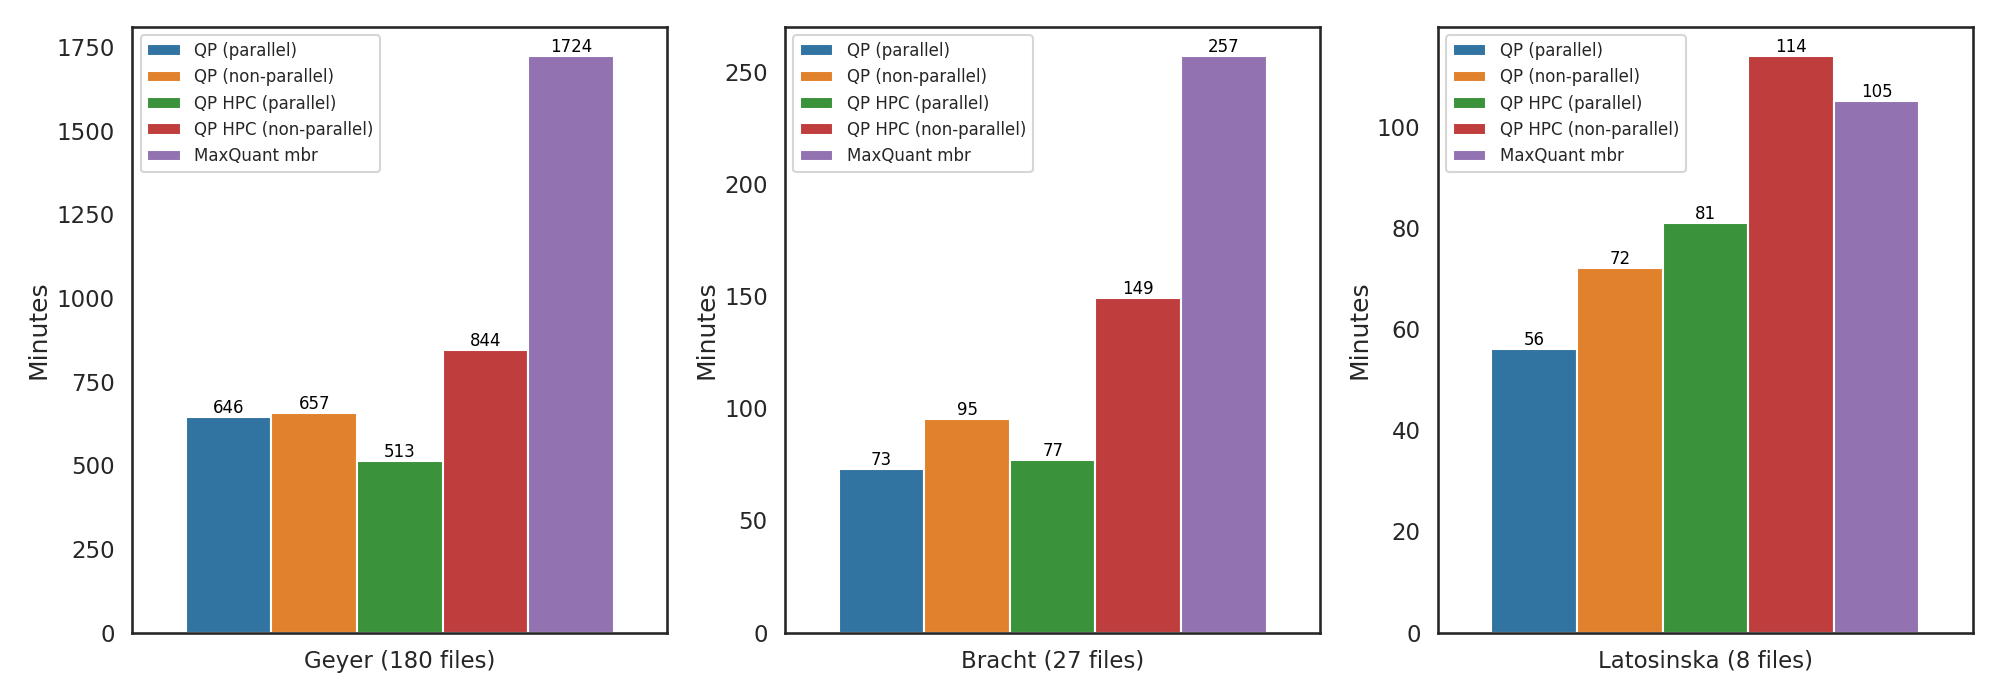 1750
1500
1250
1000
750
500
250
0
Minutes
QP (parallel)
QP (non-parallel)
QP HPC (parallel)
QP HPC (non-parallel)
MaxQuant mbr
646
657
513
844
1724
Geyer (180 files)
250
200
150
100
50
0
Minutes
QP (parallel)
QP (non-parallel)
QP HPC (parallel)
QP HPC (non-parallel)
MaxQuant mbr
73
95
77
149
257
Bracht (27 files)
100
80
60
40
20
0
Minutes
QP (parallel)
QP (non-parallel)
QP HPC (parallel)
QP HPC (non-parallel)
MaxQuant mbr
56
72
81
114
105
Latosinska (8 files)